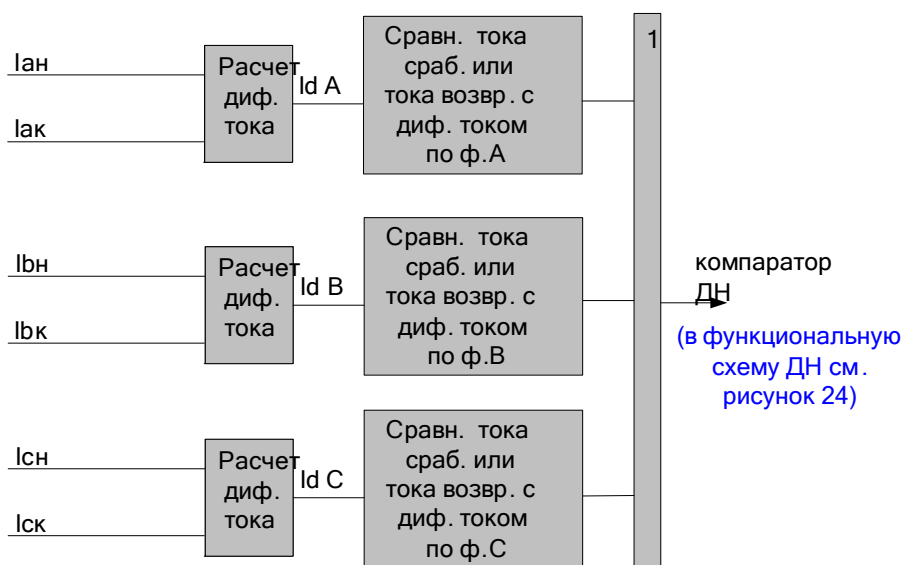 Iан
Iак
Расчет
диф.
тока
Id A
Сравн. тока
сраб. или
тока возвр. с
диф. током
по ф.А
1
Ibн
Ibк
Расчет
диф.
тока
Id B
Сравн. тока
сраб. или
тока возвр. с
диф. током
по ф.В
компаратор
ДН
(в функциональную
схему ДН см.
рисунок 24)
Iсн
Iск
Расчет
диф.
тока
Id C
Сравн. тока
сраб. или
тока возвр. с
диф. током
по ф.С